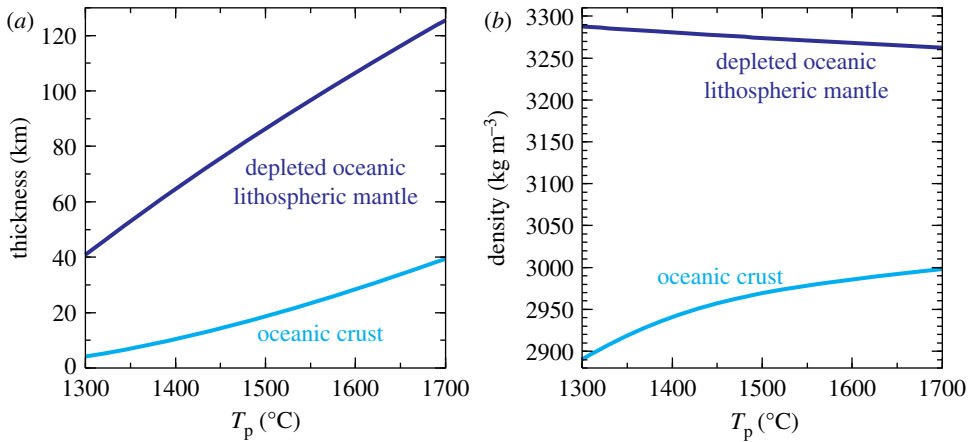 (a)
120
100
80
60
40
20
0
thickness (km)
depleted oceanic
lithospheric mantle
oceanic crust
1300 1400 1500 1600 1700
Tp (°C)
(b)
3300
3250
3200
3150
3100
3050
3000
2950
2900
density (kg m–3)
depleted oceanic
lithospheric mantle
oceanic crust
1300 1400 1500 1600 1700
Tp (°C)